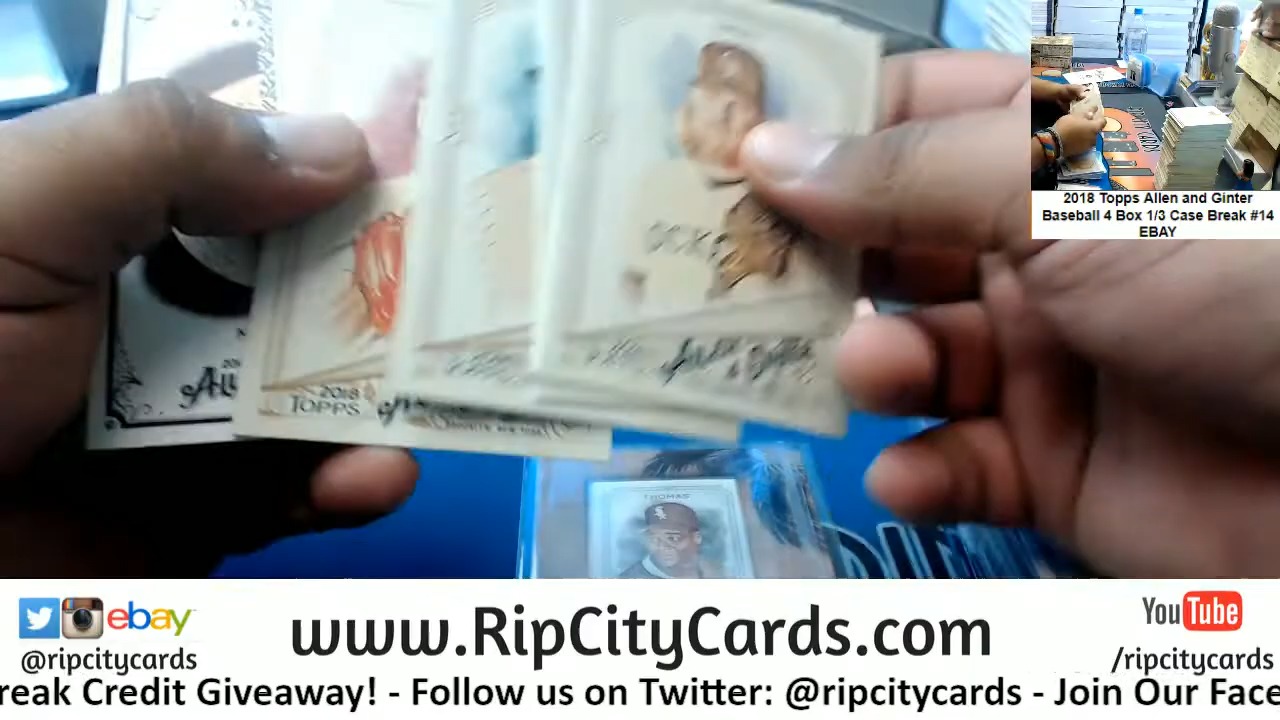 2018 Topps Allen and Ginter
Baseball 4 Box 1/3 Case Break #14
EBAY
2018
TOPPS
THOMAS
ebay
@ripcitycards
www.RipCityCards.com
YouTube
/ripcitycards
reak Credit Giveaway! - Follow us on Twitter: @ripcitycards - Join Our Face